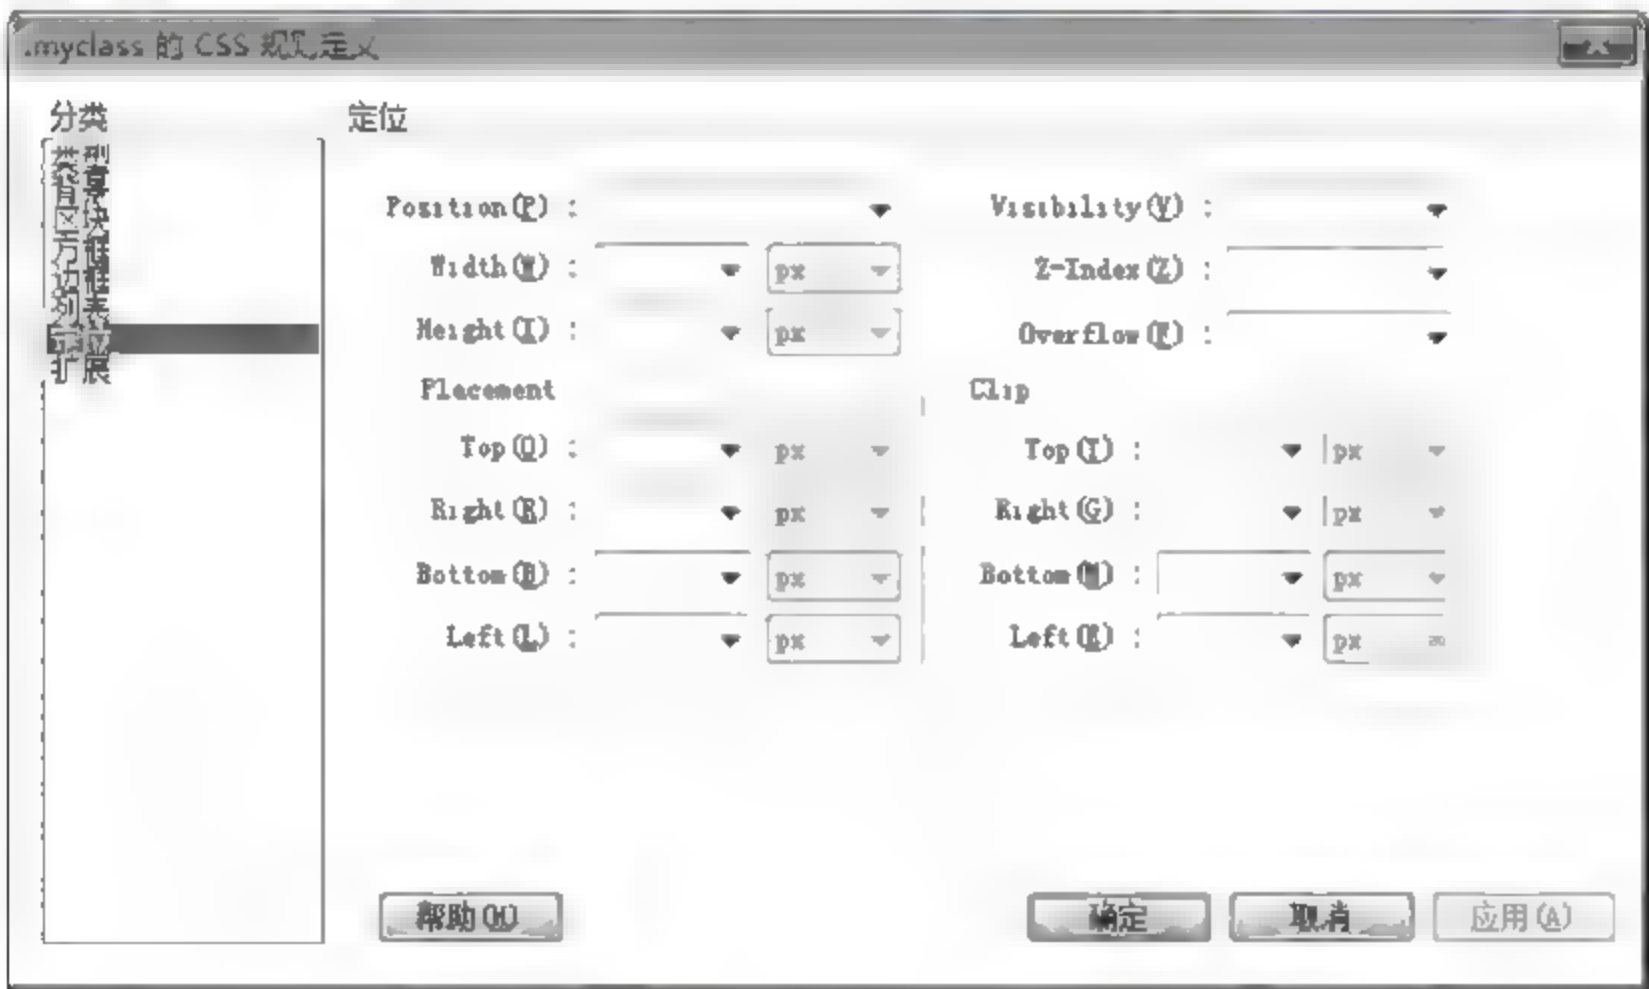 .myclass 的 CSS 规则定义
分类
类型
背景
区块
方框
边框
列表
定位
扩展
定位
Position(P) :
Visibility(V) :
Width(W) : px
Z-Index(Z) :
Height(I) : px
Overflow(F) :
Placement
Clip
Top(O) : px
Top(T) : px
Right(R) : px
Right(G) : px
Bottom(B) : px
Bottom(M) : px
Left(L) : px
Left(E) : px
帮助(H)
确定
取消
应用(A)